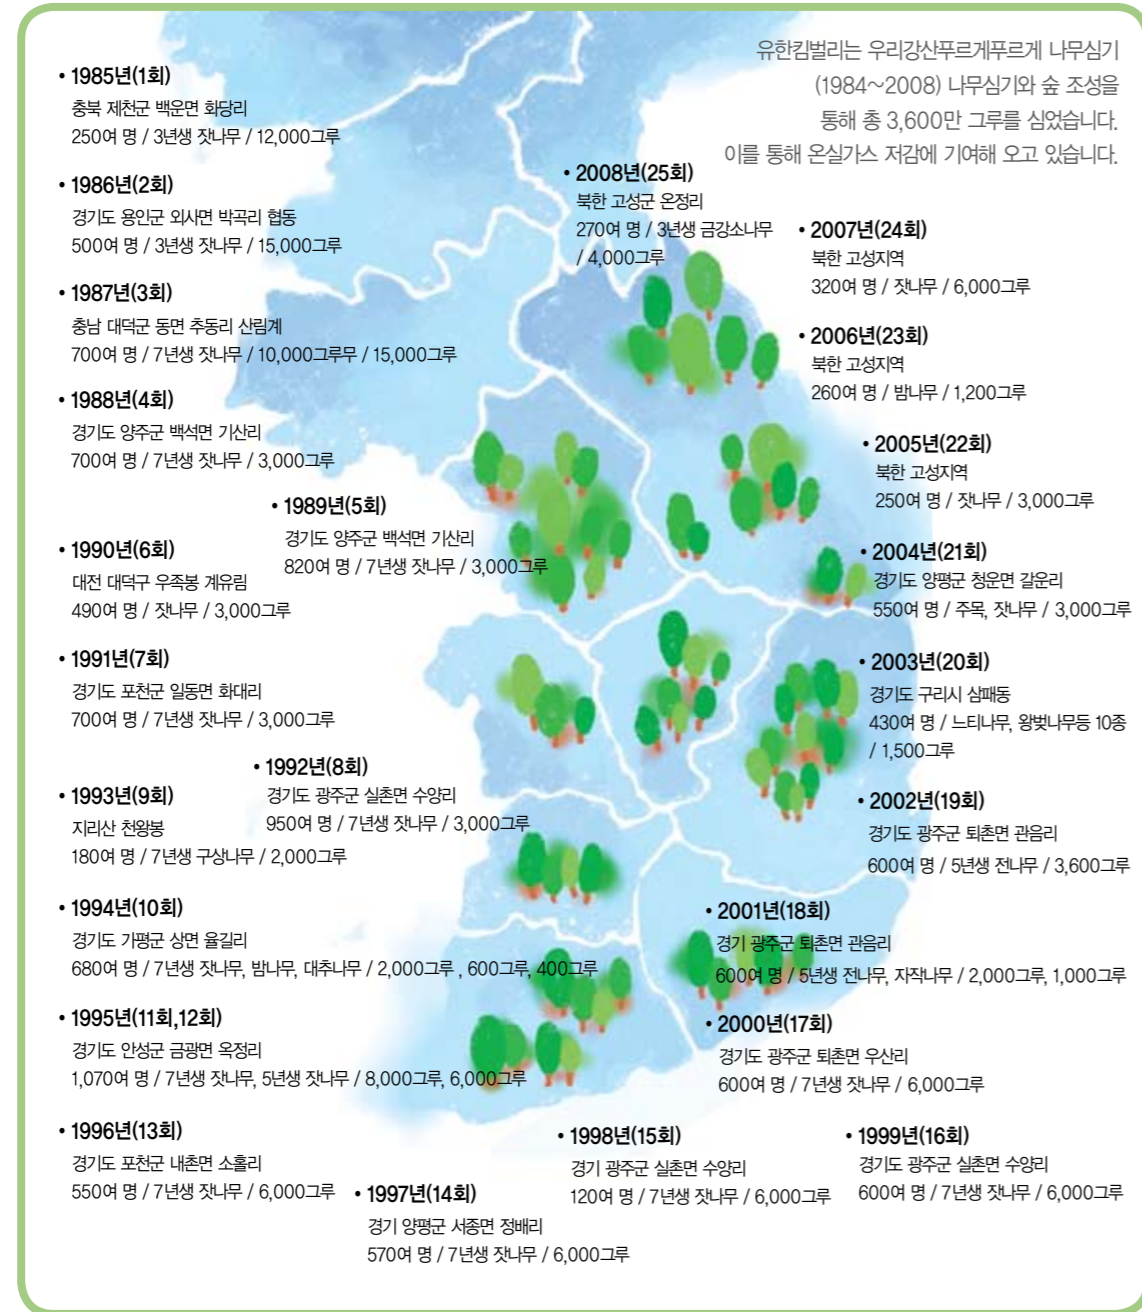 유한킴벌리는 우리강산푸르게푸르게 나무심기
(1984~2008) 나무심기와 숲 조성을
통해 총 3,600만 그루를 심었습니다.
이를 통해 온실가스 저감에 기여해 오고 있습니다.
• 1985년(1회)
충북 제천군 백운면 화당리
250여 명 / 3년생 잣나무 / 12,000그루
• 1986년(2회)
경기도 용인군 외사면 박곡리 협동
500여 명 / 3년생 잣나무 / 15,000그루
• 1987년(3회)
충남 대덕군 동면 추동리 산림계
700여 명 / 7년생 잣나무 / 10,000그루무 / 15,000그루
• 1988년(4회)
경기도 양주군 백석면 기산리
700여 명 / 7년생 잣나무 / 3,000그루
• 1989년(5회)
경기도 양주군 백석면 기산리
820여 명 / 7년생 잣나무 / 3,000그루
• 1990년(6회)
대전 대덕구 우족봉 계유림
490여 명 / 잣나무 / 3,000그루
• 1991년(7회)
경기도 포천군 일동면 화대리
700여 명 / 7년생 잣나무 / 3,000그루
• 1992년(8회)
경기도 광주군 실촌면 수양리
950여 명 / 7년생 잣나무 / 3,000그루
• 1993년(9회)
지리산 천왕봉
180여 명 / 7년생 구상나무 / 2,000그루
• 1994년(10회)
경기도 가평군 상면 율길리
680여 명 / 7년생 잣나무, 밤나무, 대추나무 / 2,000그루 , 600그루, 400그루
• 1995년(11회,12회)
경기도 안성군 금광면 옥정리
1,070여 명 / 7년생 잣나무, 5년생 잣나무 / 8,000그루, 6,000그루
• 1996년(13회)
경기도 포천군 내촌면 소홀리
550여 명 / 7년생 잣나무 / 6,000그루
• 1997년(14회)
경기 양평군 서종면 정배리
570여 명 / 7년생 잣나무 / 6,000그루
• 1998년(15회)
경기 광주군 실촌면 수양리
120여 명 / 7년생 잣나무 / 6,000그루
• 1999년(16회)
경기도 광주군 실촌면 수양리
600여 명 / 7년생 잣나무 / 6,000그루
• 2000년(17회)
경기도 광주군 퇴촌면 우산리
600여 명 / 7년생 잣나무 / 6,000그루
• 2001년(18회)
경기 광주군 퇴촌면 관음리
600여 명 / 5년생 전나무, 자작나무 / 2,000그루, 1,000그루
• 2002년(19회)
경기도 광주군 퇴촌면 관음리
600여 명 / 5년생 전나무 / 3,600그루
• 2003년(20회)
경기도 구리시 삼패동
430여 명 / 느티나무, 왕벚나무등 10종
/ 1,500그루
• 2004년(21회)
경기도 양평군 청운면 갈운리
550여 명 / 주목, 잣나무 / 3,000그루
• 2005년(22회)
북한 고성지역
250여 명 / 잣나무 / 3,000그루
• 2006년(23회)
북한 고성지역
260여 명 / 밤나무 / 1,200그루
• 2007년(24회)
북한 고성지역
320여 명 / 잣나무 / 6,000그루
• 2008년(25회)
북한 고성군 온정리
270여 명 / 3년생 금강소나무
/ 4,000그루